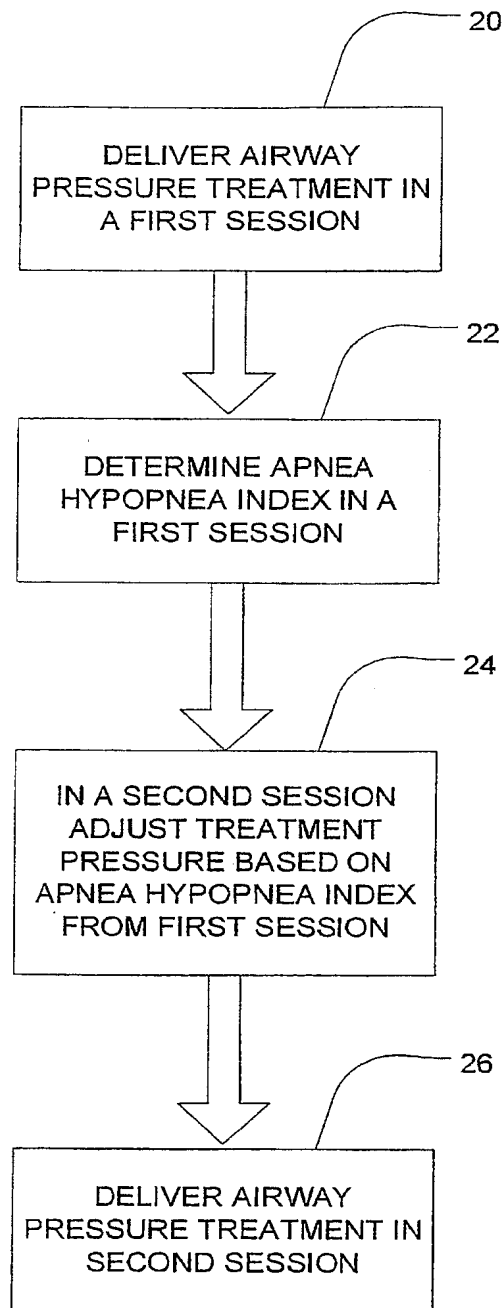 20
DELIVER AIRWAY
PRESSURE TREATMENT IN
A FIRST SESSION
22
DETERMINE APNEA
HYPOPNEA INDEX IN A
FIRST SESSION
24
IN A SECOND SESSION
ADJUST TREATMENT
PRESSURE BASED ON
APNEA HYPOPNEA INDEX
FROM FIRST SESSION
26
DELIVER AIRWAY
PRESSURE TREATMENT IN
SECOND SESSION